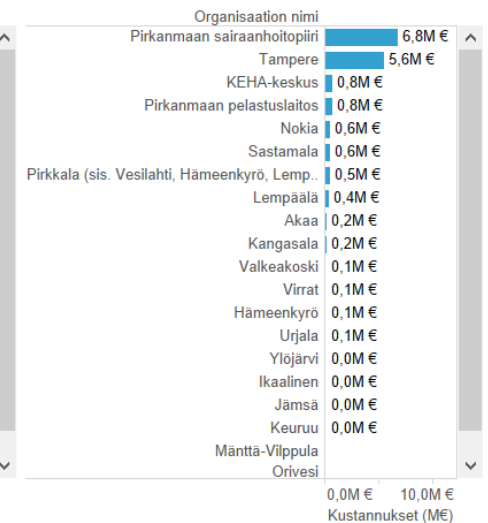 Organisaation nimi
Pirkanmaan sairaanhoitopiiri 6,8M €
Tampere 5,6M €
KEHA-keskus 0,8M €
Pirkanmaan pelastuslaitos 0,8M €
Nokia 0,6M €
Sastamala 0,6M €
Pirkkala (sis. Vesilahti, Hämeenkyrö, Lemp.. 0,5M €
Lempäälä 0,4M €
Akaa 0,2M €
Kangasala 0,2M €
Valkeakoski 0,1M €
Virrat 0,1M €
Hämeenkyrö 0,1M €
Urjala 0,1M €
Ylöjärvi 0,0M €
Ikaalinen 0,0M €
Jämsä 0,0M €
Keuruu 0,0M €
Mänttä-Vilppula
Orivesi
0,0M € 10,0M €
Kustannukset (M€)